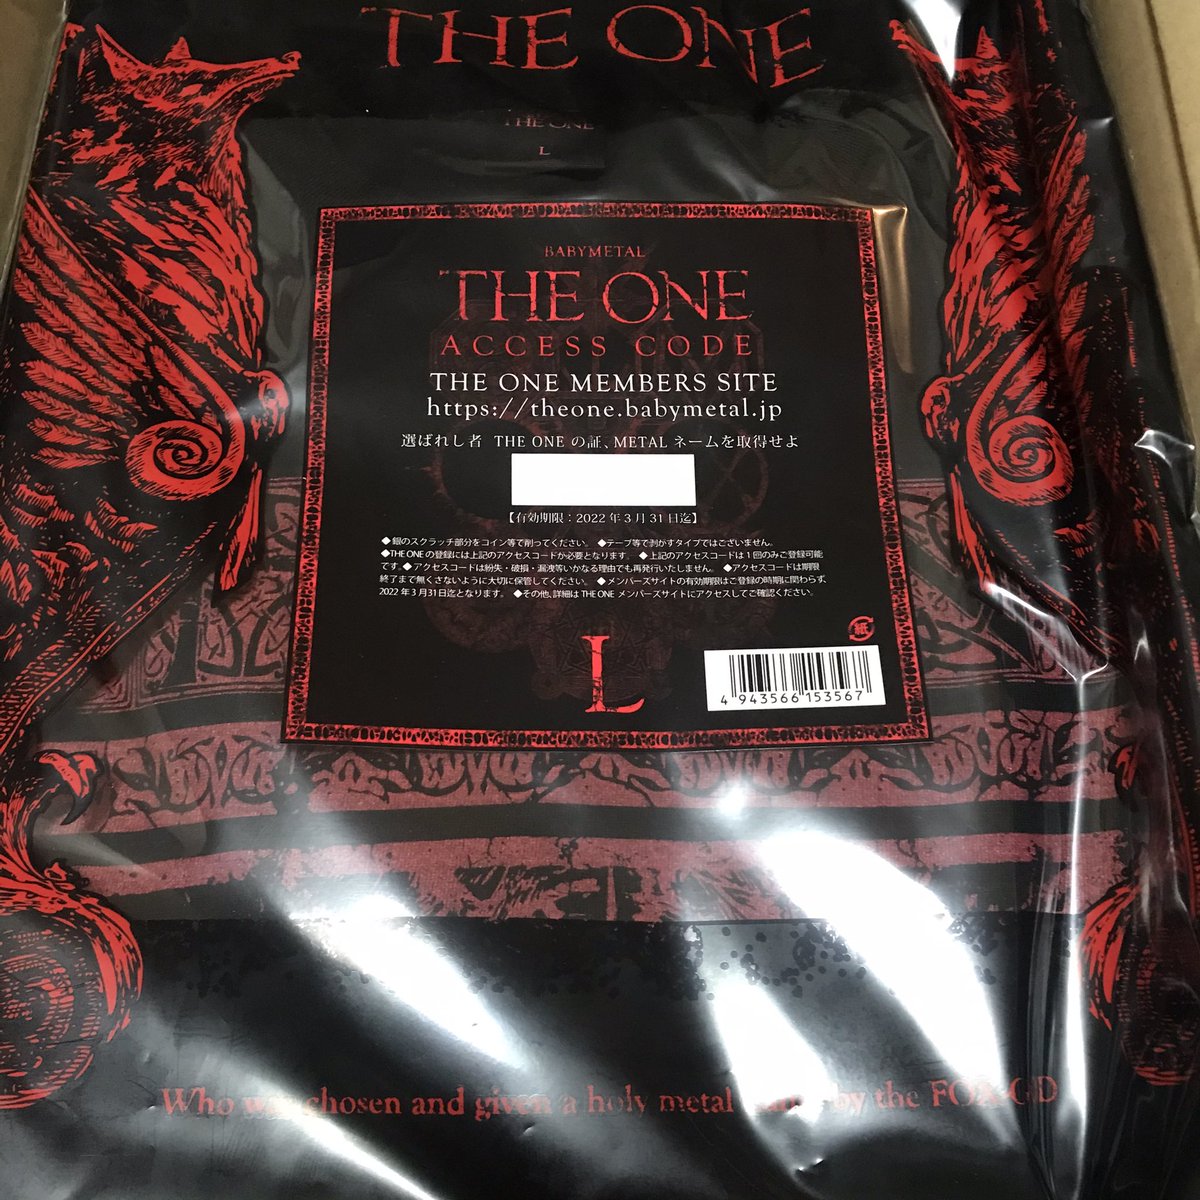 THE ONE
THE ONE
L
BABYMETAL
THE ONE
ACCESS CODE
THE ONE MEMBERS SITE
https://theone.babymetal.jp
選ばれし者 THE ONE の証、METAL ネームを取得せよ
【有効期限：2022 年 3 月 31 日迄】
◆銀のスクラッチ部分をコイン等で削ってください。 ◆テープ等で剥がすタイプではございません。
◆THE ONE の登録には上記のアクセスコードが必要となります。 ◆上記のアクセスコードは1回のみご登録可能
です。◆アクセスコードは紛失・破損・漏洩等いかなる理由でも再発行いたしません。 ◆アクセスコードは期限
終了まで無くさないように大切に保管してください。 ◆メンバーズサイトの有効期限はご登録の時期に関わらず、
2022 年 3 月 31日迄となります。 ◆その他、詳細は THE ONE メンバーズサイトにアクセスしてご確認ください。
紙
L
4 943566 153567
Who was chosen and given a holy metal name by the FOX GOD